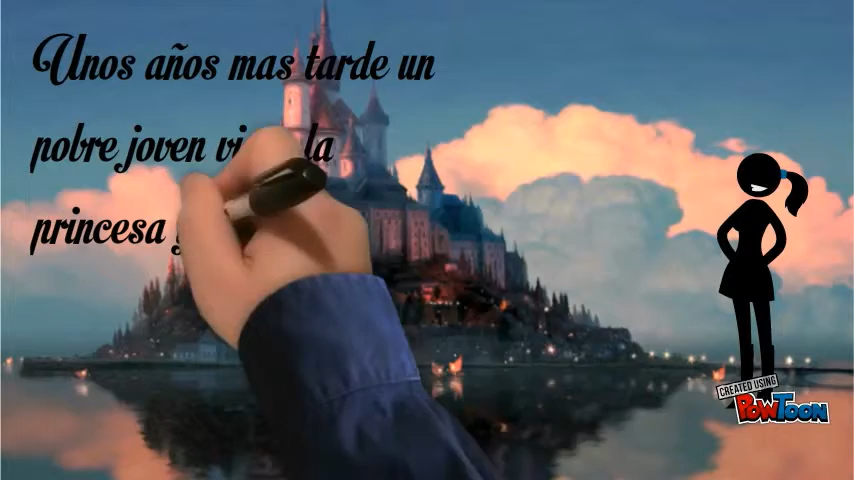 Unos años mas tarde un
pobre joven la
princesa
CREATED USING
POWTOON